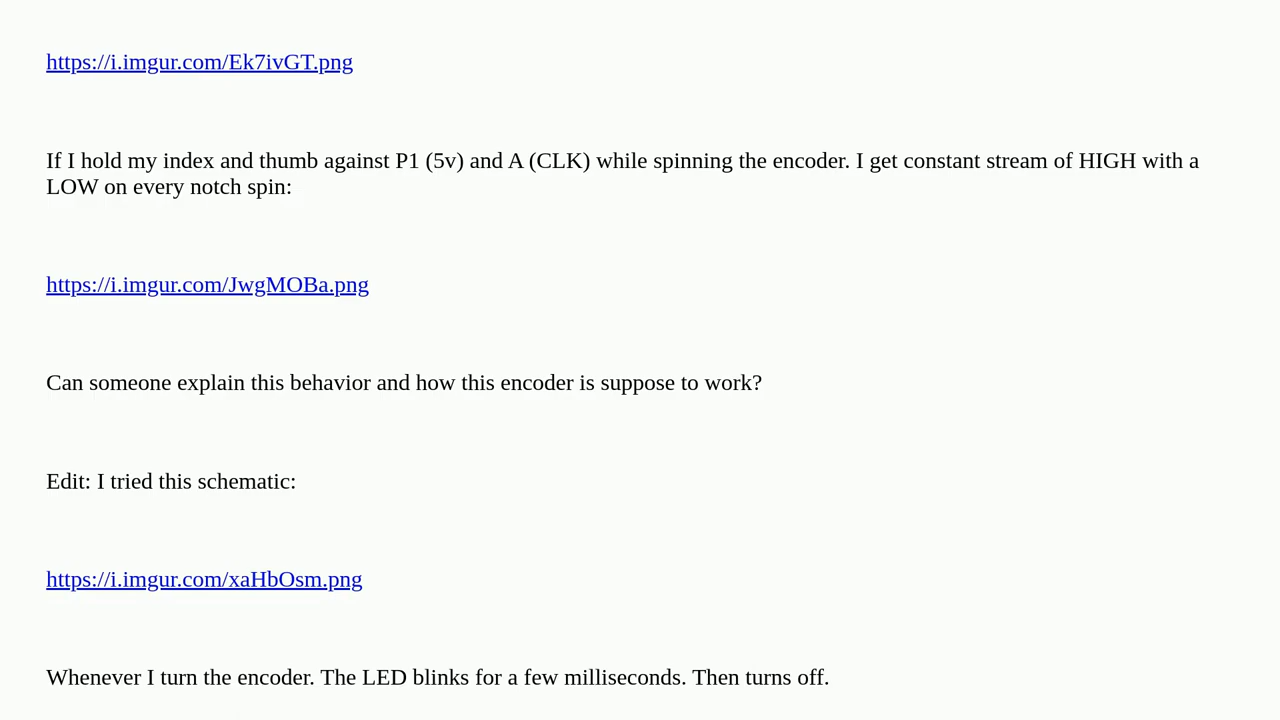 https://i.imgur.com/Ek7ivGT.png
If I hold my index and thumb against P1 (5v) and A (CLK) while spinning the encoder. I get constant stream of HIGH with a
LOW on every notch spin:
https://i.imgur.com/JwgMOBa.png
Can someone explain this behavior and how this encoder is suppose to work?
Edit: I tried this schematic:
https://i.imgur.com/xaHbOsm.png
Whenever I turn the encoder. The LED blinks for a few milliseconds. Then turns off.